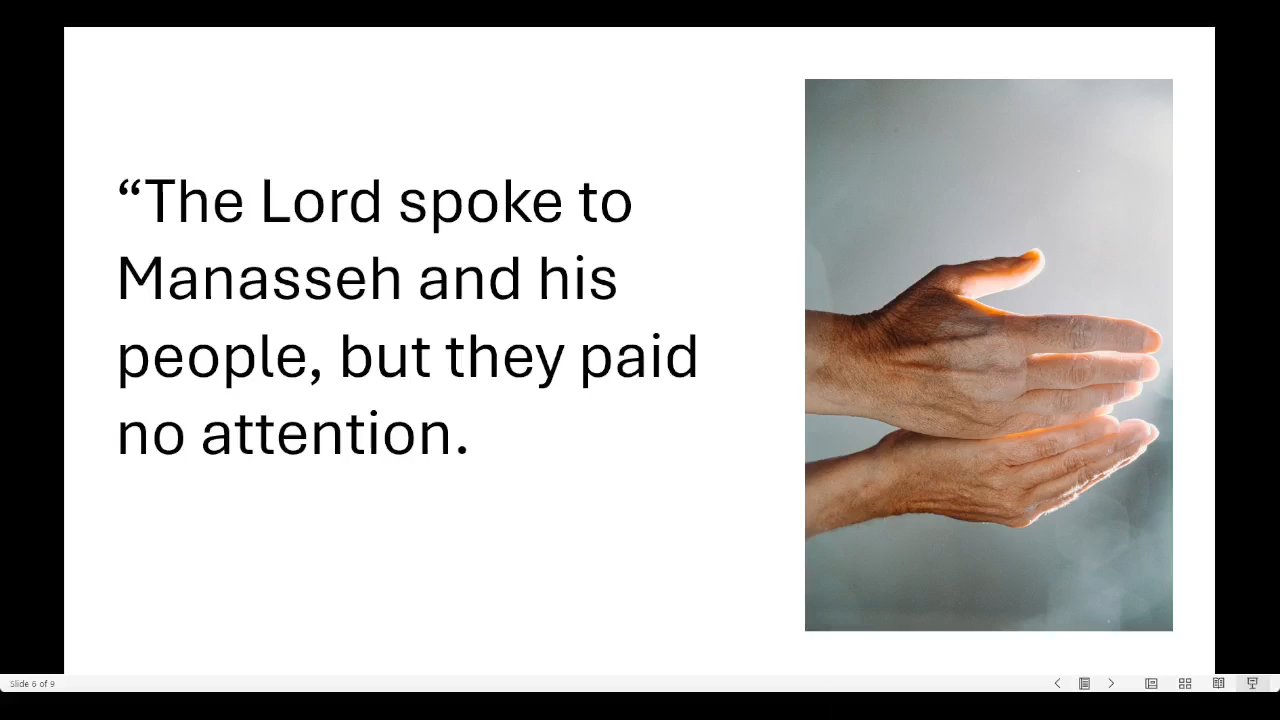 “The Lord spoke to
Manasseh and his
people, but they paid
no attention.
Slide 6 of 9